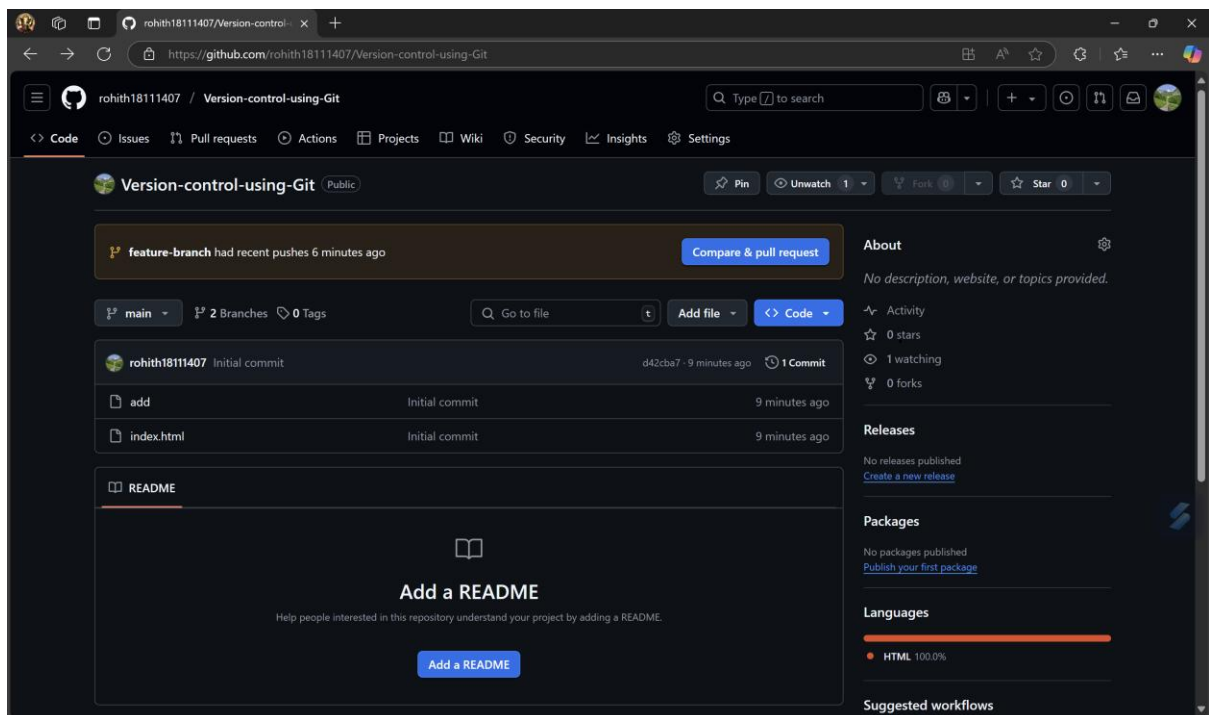 rohith18111407/Version-control-
https://github.com/rohith18111407/Version-control-using-Git
rohith18111407 / Version-control-using-Git
Type / to search
Code Issues Pull requests Actions Projects Wiki Security Insights Settings
Version-control-using-Git Public
Pin Unwatch 1 Fork 0 Star 0
feature-branch had recent pushes 6 minutes ago
Compare & pull request
main 2 Branches 0 Tags
Go to file t Add file Code
rohith18111407 Initial commit d42cba7 · 9 minutes ago 1 Commit
add Initial commit 9 minutes ago
index.html Initial commit 9 minutes ago
README
Add a README
Help people interested in this repository understand your project by adding a README.
Add a README
About
No description, website, or topics provided.
Activity
0 stars
1 watching
0 forks
Releases
No releases published
Create a new release
Packages
No packages published
Publish your first package
Languages
HTML 100.0%
Suggested workflows